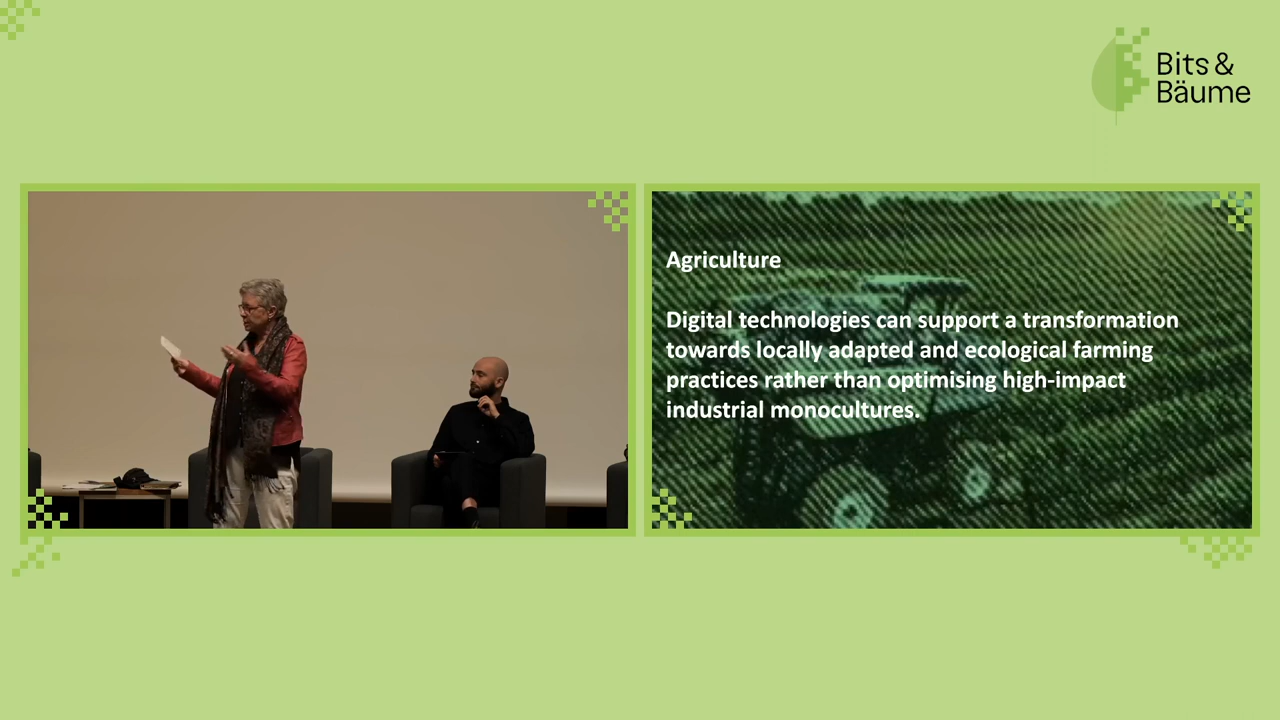 Bits &
Bäume
Agriculture
Digital technologies can support a transformation
towards locally adapted and ecological farming
practices rather than optimising high-impact
industrial monocultures.